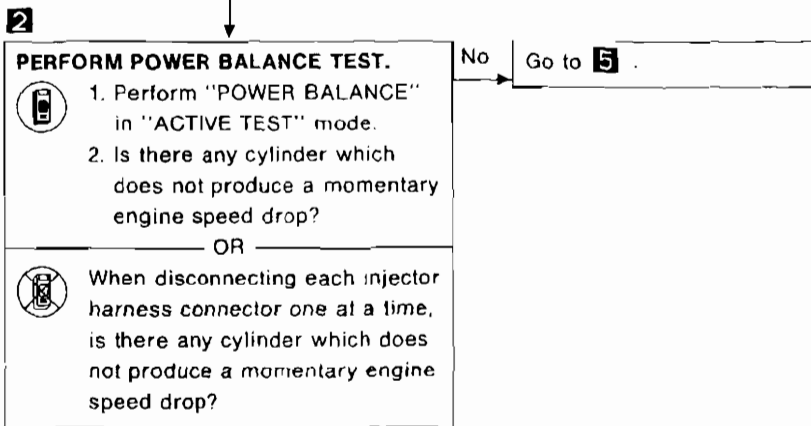 2
PERFORM POWER BALANCE TEST.
1. Perform "POWER BALANCE"
in "ACTIVE TEST" mode.
2. Is there any cylinder which
does not produce a momentary
engine speed drop?
OR
When disconnecting each injector
harness connector one at a time,
is there any cylinder which does
not produce a momentary engine
speed drop?
No
Go to 5 .